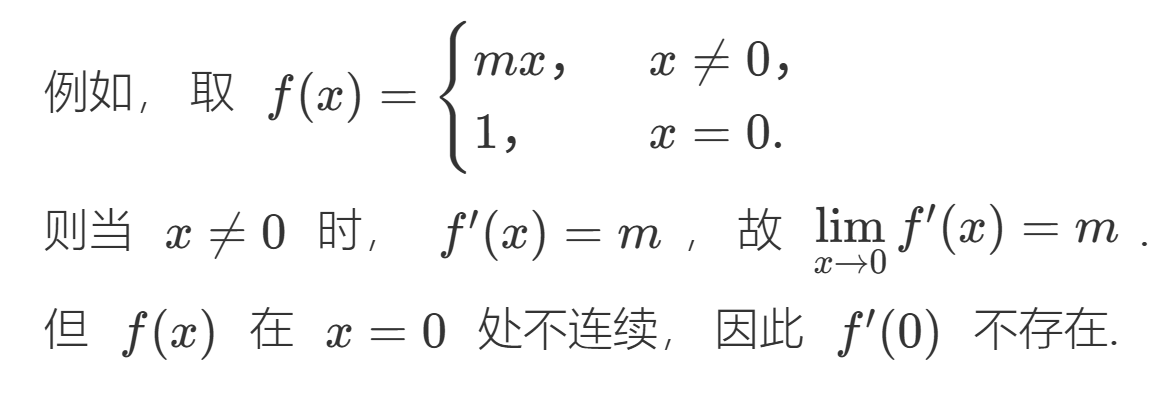 例如，取 f(x) = { mx， x ≠ 0，
1， x = 0.
则当 x ≠ 0 时， f′(x) = m ，故 lim_{x→0} f′(x) = m .
但 f(x) 在 x = 0 处不连续，因此 f′(0) 不存在.